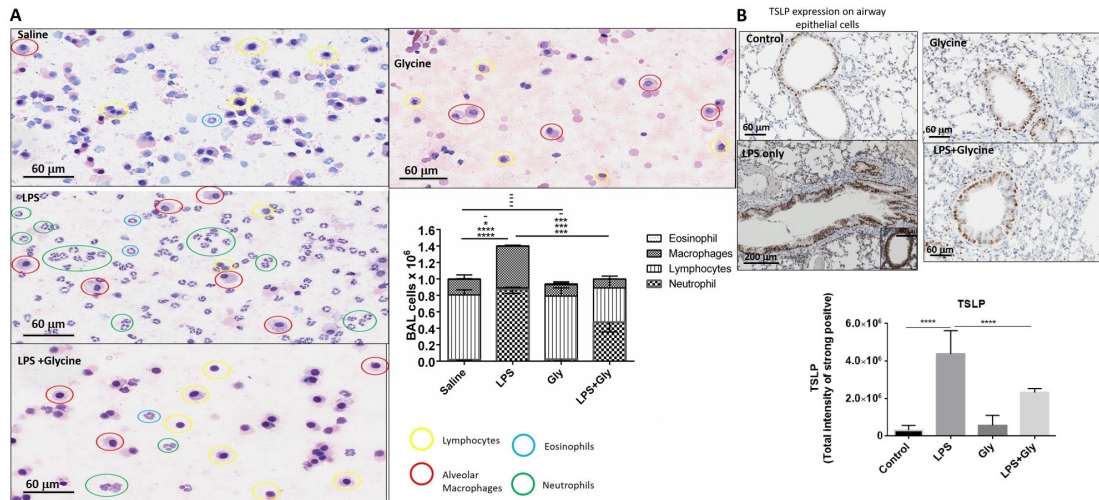 A
Saline
60 μm
Glycine
60 μm
LPS
60 μm
LPS +Glycine
60 μm
****
****
***
***
***
BAL cells x 10⁶
1.6
1.4
1.2
1.0
0.8
0.6
0.4
0.2
0.0
Saline
LPS
Gly
LPS+Gly
Eosinophil
Macrophages
Lymphocytes
Neutrophil
Lymphocytes
Eosinophils
Alveolar
Macrophages
Neutrophils
B
TSLP expression on airway
epithelial cells
Control
60 μm
Glycine
60 μm
LPS only
200 μm
LPS+Glycine
60 μm
TSLP
**** ****
TSLP
(Total intensity of strong positive)
6.0×10⁶
4.0×10⁶
2.0×10⁶
0
Control
LPS
Gly
LPS+Gly